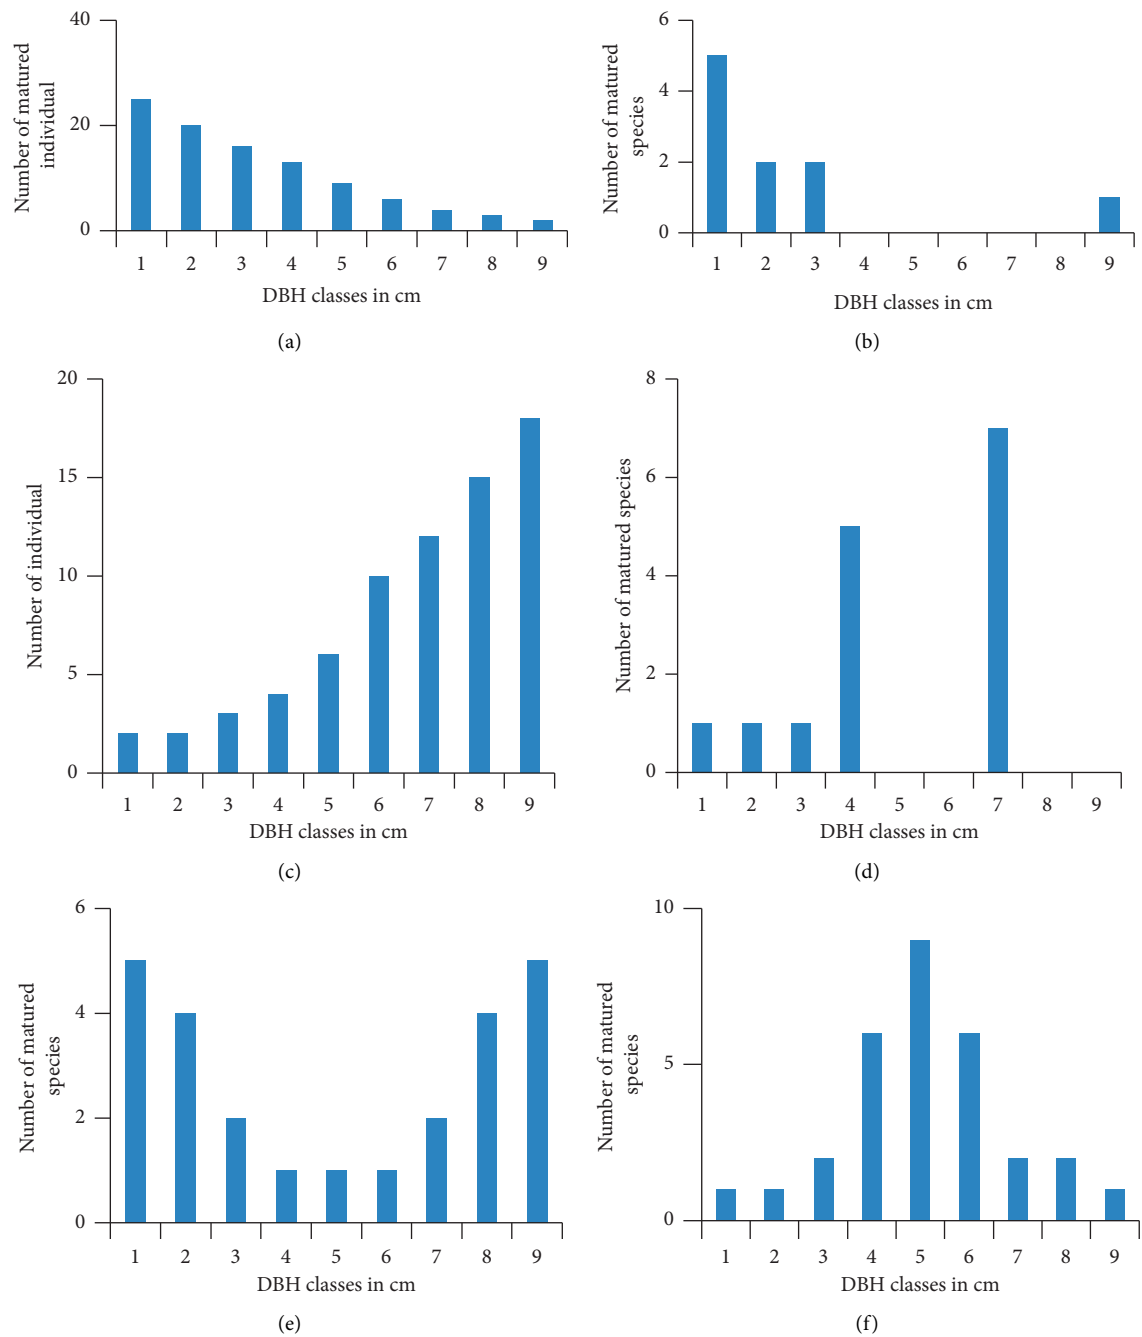 40
20
0
Number of matured
individual
1 2 3 4 5 6 7 8 9
DBH classes in cm
(a)
6
4
2
0
Number of matured
species
1 2 3 4 5 6 7 8 9
DBH classes in cm
(b)
20
15
10
5
0
Number of individual
1 2 3 4 5 6 7 8 9
DBH classes in cm
(c)
8
6
4
2
0
Number of matured species
1 2 3 4 5 6 7 8 9
DBH classes in cm
(d)
6
4
2
0
Number of matured
species
1 2 3 4 5 6 7 8 9
DBH classes in cm
(e)
10
5
0
Number of matured
species
1 2 3 4 5 6 7 8 9
DBH classes in cm
(f)